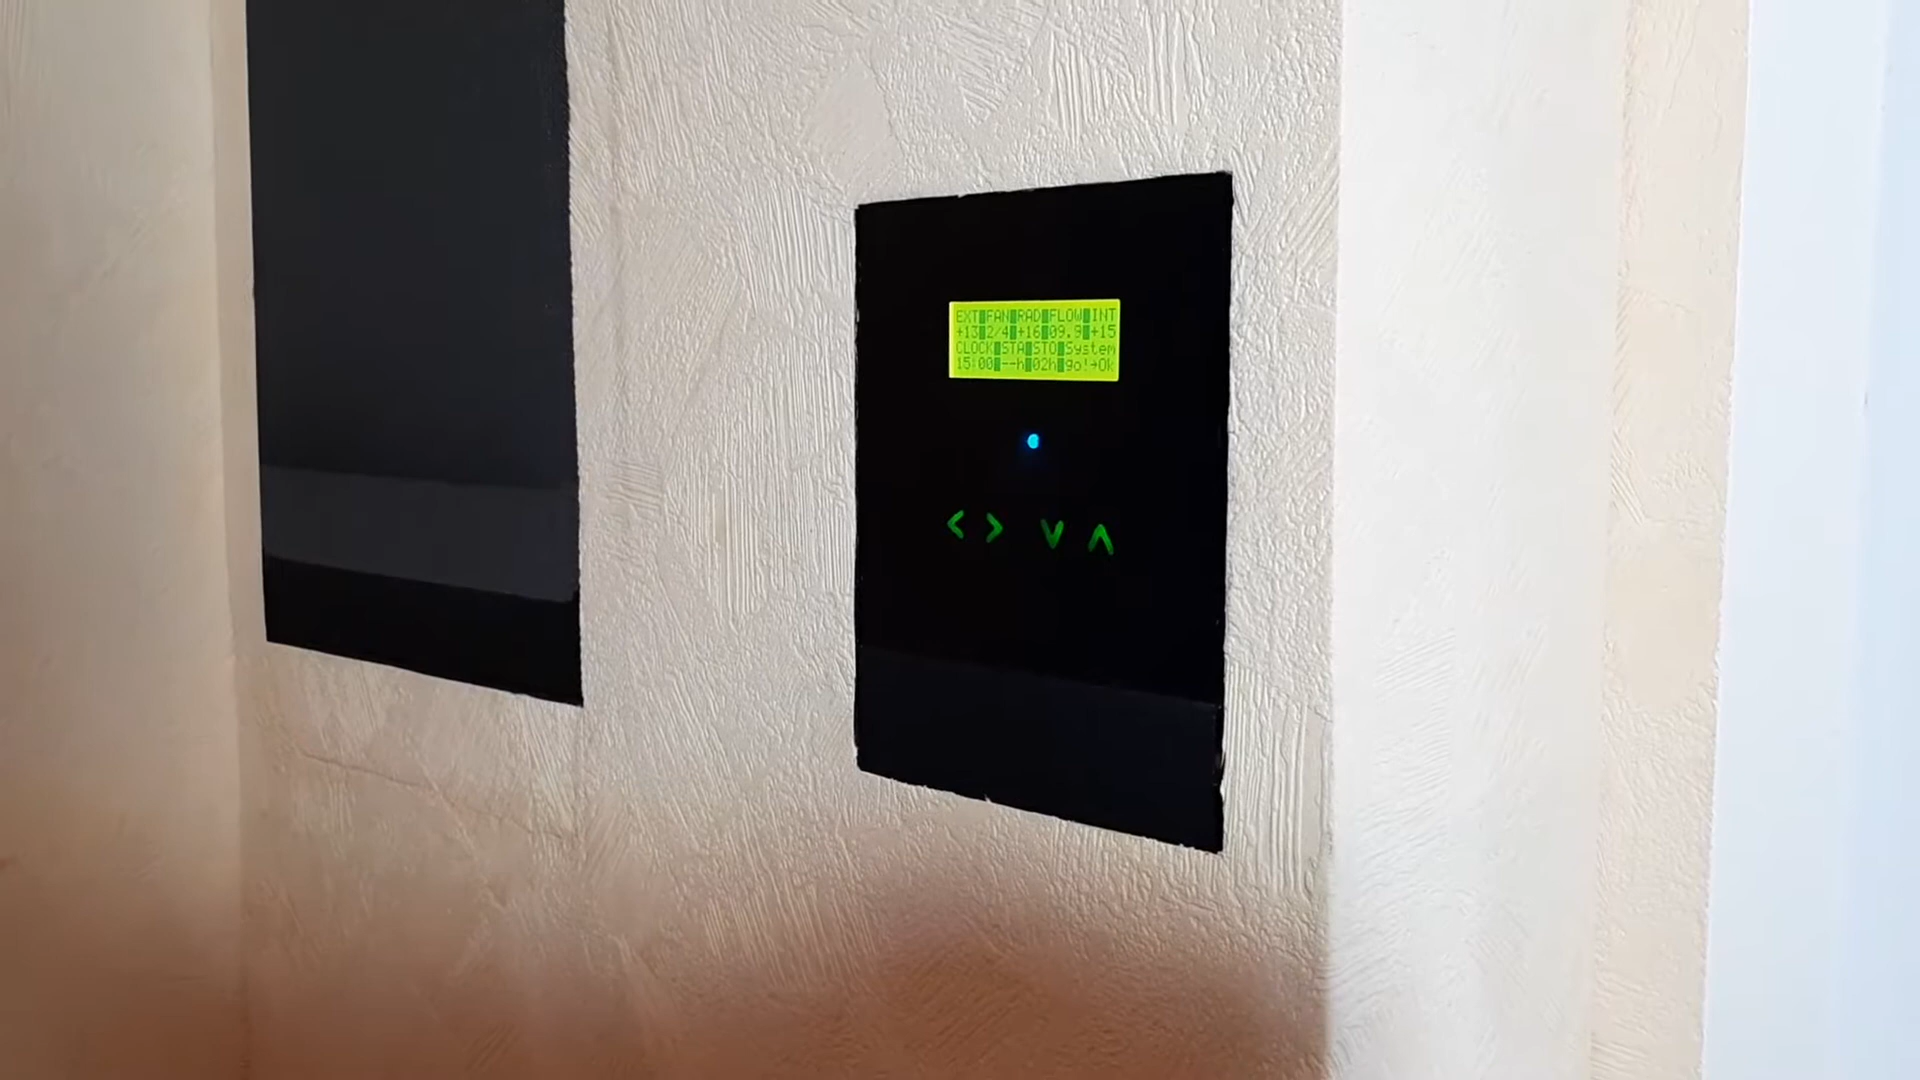 EXT FAN RAD FLOW INT
+13 2/4 +16 09.9 +15
CLOCK STA STO System
15:00 --h 02h go!→Ok
< > v ʌ